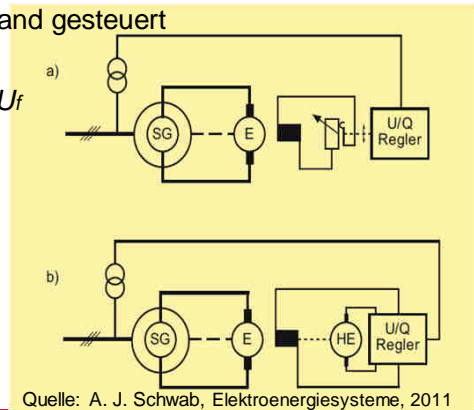 and gesteuert
a)
Uf
SG
E
U/Q
Regler
b)
SG
E
HE
U/Q
Regler
Quelle: A. J. Schwab, Elektroenergiesysteme, 2011